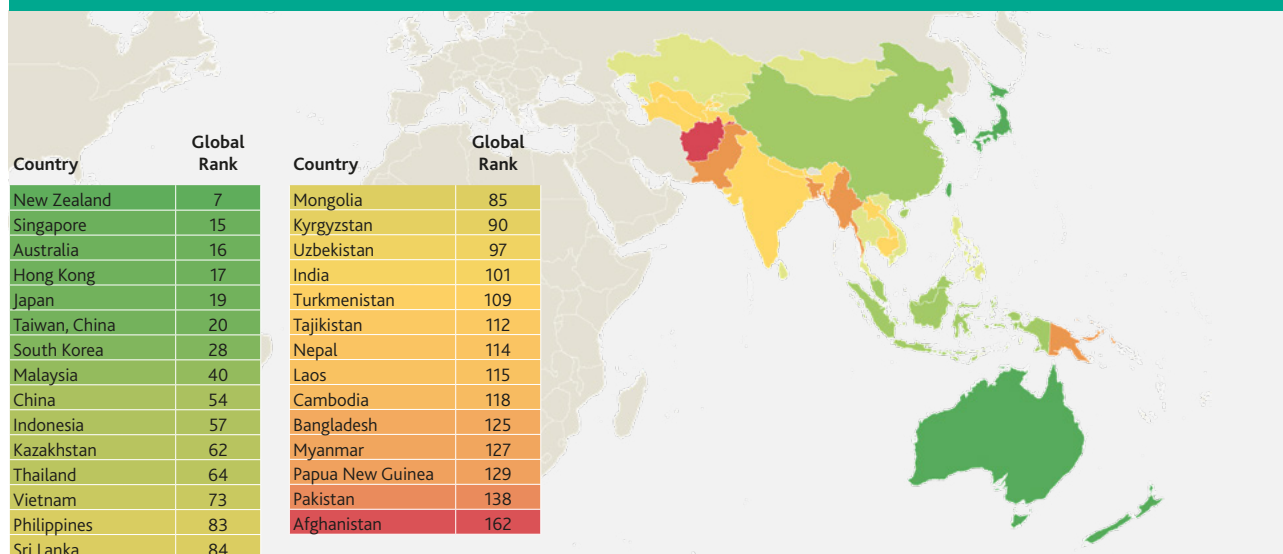 Country Global Rank
New Zealand 7
Singapore 15
Australia 16
Hong Kong 17
Japan 19
Taiwan, China 20
South Korea 28
Malaysia 40
China 54
Indonesia 57
Kazakhstan 62
Thailand 64
Vietnam 73
Philippines 83
Sri Lanka 84
Country Global Rank
Mongolia 85
Kyrgyzstan 90
Uzbekistan 97
India 101
Turkmenistan 109
Tajikistan 112
Nepal 114
Laos 115
Cambodia 118
Bangladesh 125
Myanmar 127
Papua New Guinea 129
Pakistan 138
Afghanistan 162